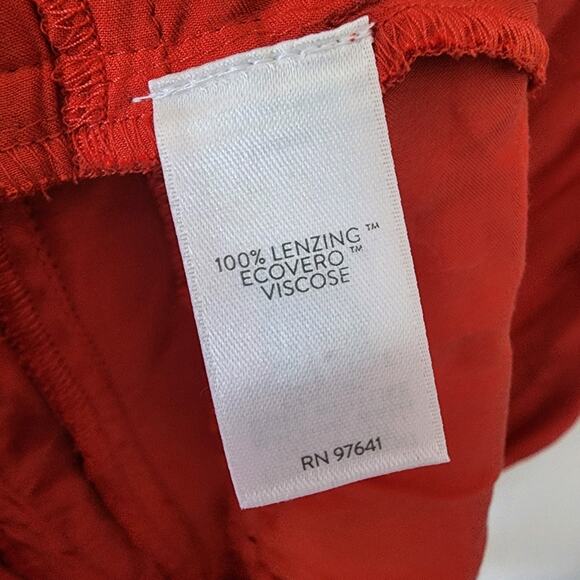 100% LENZING™
ECOVERO™
VISCOSE
RN 97641